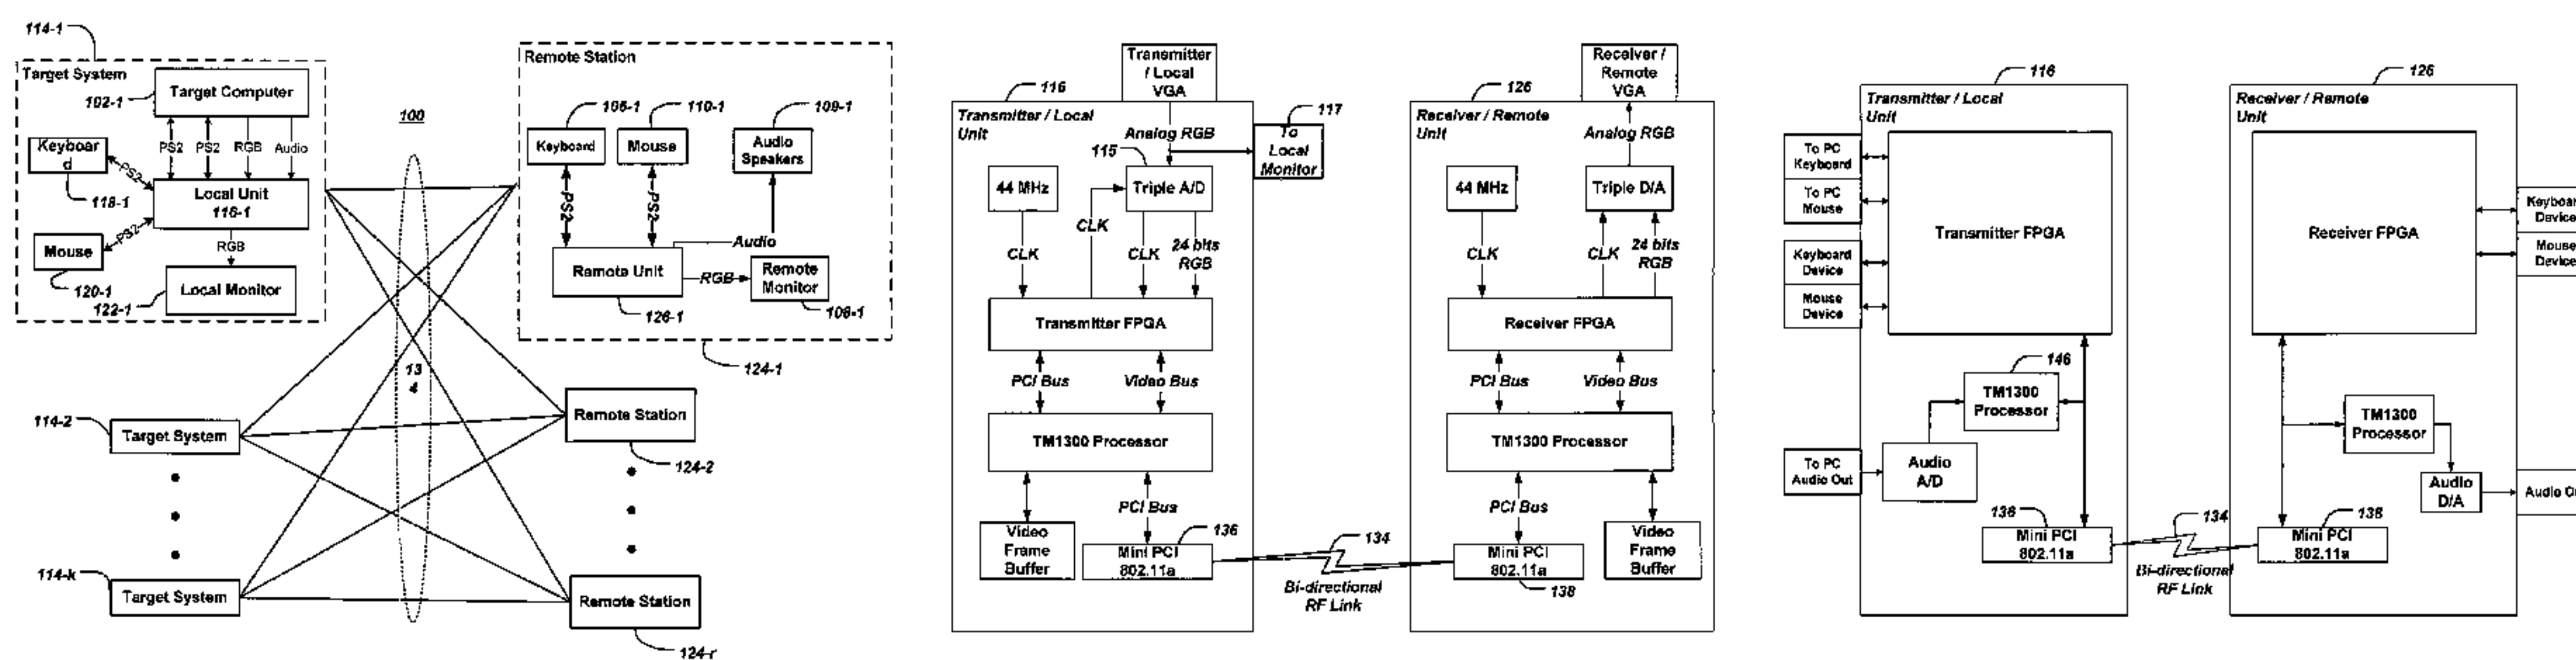 114-1
Target System
102-1
Target Computer
Keyboar
d
PS2
PS2
PS2
RGB
Audio
118-1
Local Unit
116-1
PS2
Mouse
RGB
120-1
122-1
Local Monitor
100
13
4
Remote Station
106-1
110-1
109-1
Keyboard
Mouse
Audio
Speakers
PS2
PS2
Audio
Remote Unit
RGB
Remote
Monitor
126-1
108-1
124-1
114-2
Target System
Remote Station
124-2
114-k
Target System
Remote Station
124-r
Transmitter
/ Local
VGA
116
Transmitter / Local
Unit
Analog RGB
117
To
Local
Monitor
115
44 MHz
Triple A/D
CLK
CLK
CLK
24 bits
RGB
Transmitter FPGA
PCI Bus
Video Bus
TM1300 Processor
PCI Bus
Video
Frame
Buffer
136
Mini PCI
802.11a
134
Bi-directional
RF Link
Receiver /
Remote
VGA
126
Receiver / Remote
Unit
Analog RGB
44 MHz
Triple D/A
CLK
CLK
24 bits
RGB
Receiver FPGA
PCI Bus
Video Bus
TM1300 Processor
PCI Bus
Mini PCI
802.11a
138
Video
Frame
Buffer
116
Transmitter / Local
Unit
To PC
Keyboard
To PC
Mouse
Keyboard
Device
Mouse
Device
Transmitter FPGA
146
TM1300
Processor
To PC
Audio Out
Audio
A/D
136
Mini PCI
802.11a
134
Bi-directional
RF Link
126
Receiver / Remote
Unit
Receiver FPGA
Keyboar
Device
Mouse
Device
TM1300
Processor
Audio
D/A
Audio O
138
Mini PCI
802.11a